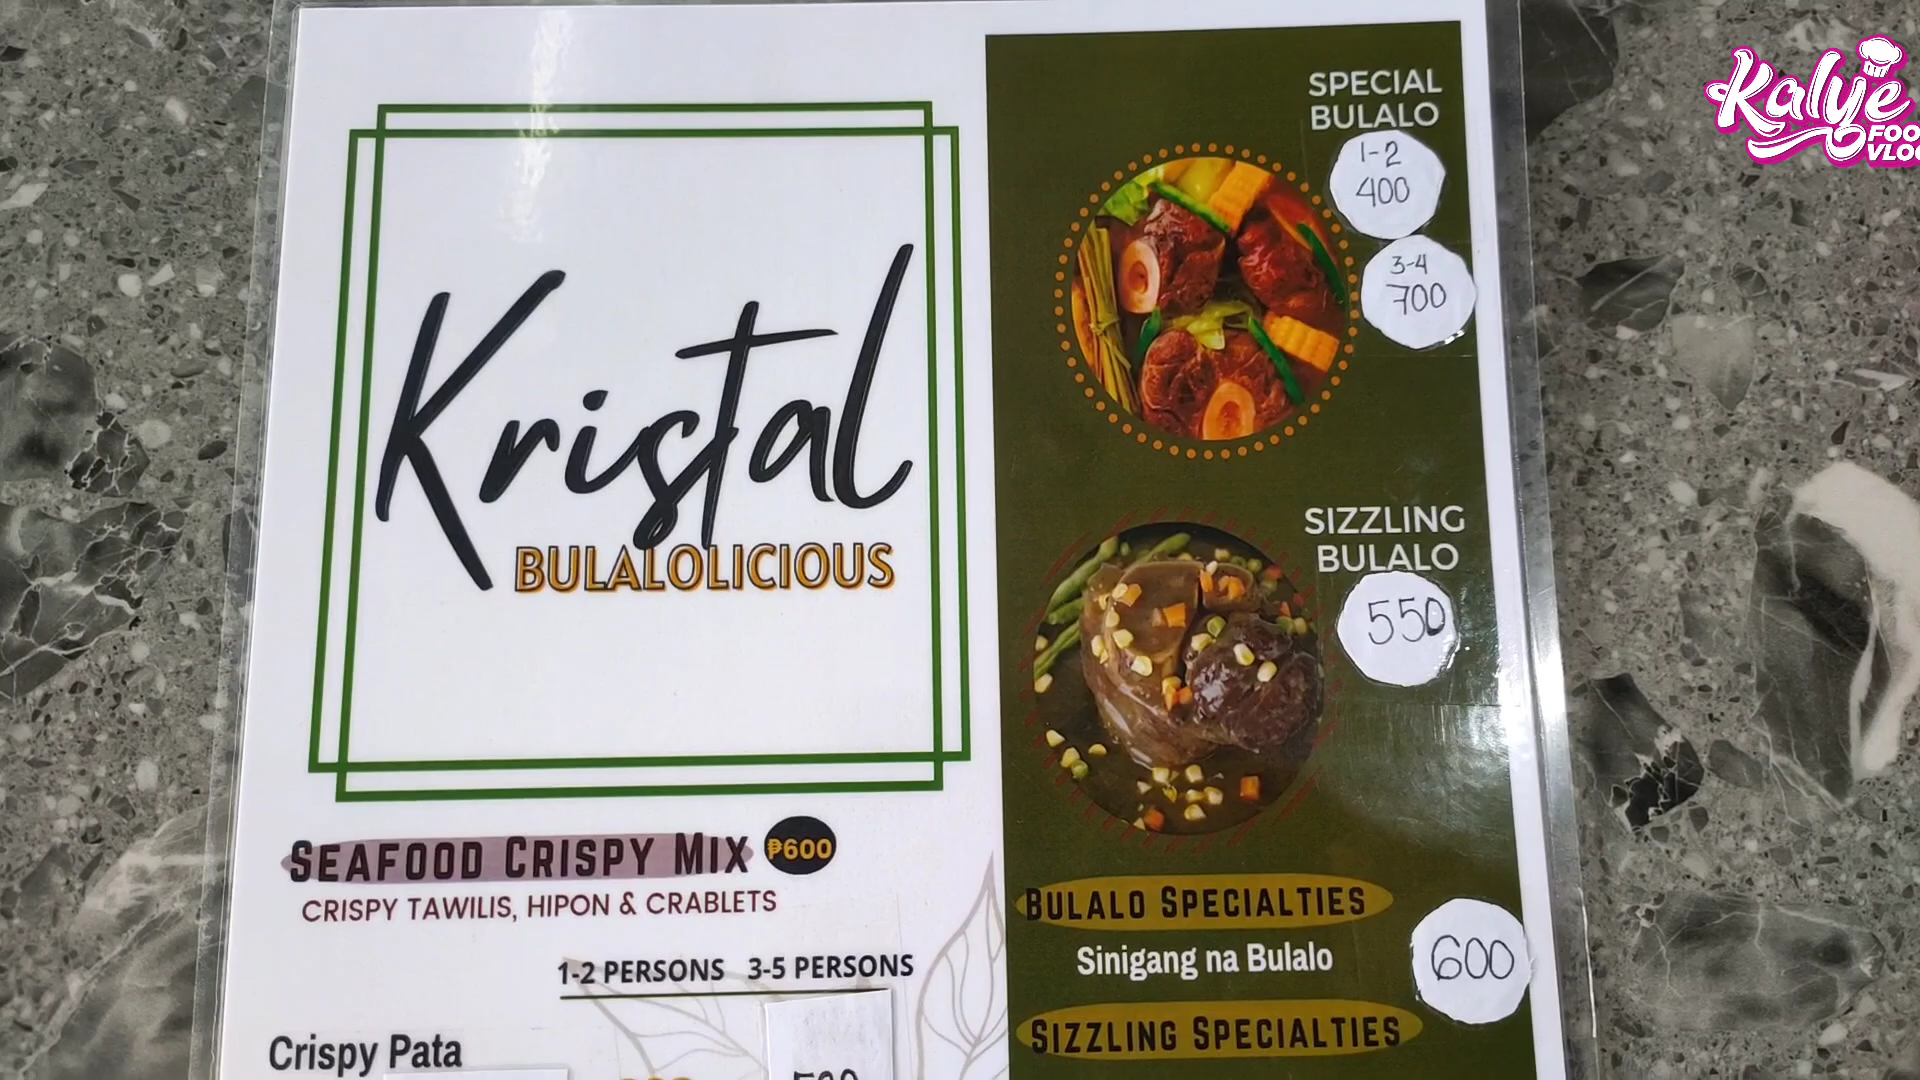 Kristal
BULALOLICIOUS
SEAFOOD CRISPY MIX ₱600
CRISPY TAWILIS, HIPON & CRABLETS
1-2 PERSONS 3-5 PERSONS
Crispy Pata
SPECIAL
BULALO
1-2
400
3-4
700
SIZZLING
BULALO
550
BULALO SPECIALTIES
Sinigang na Bulalo 600
SIZZLING SPECIALTIES
Kalye